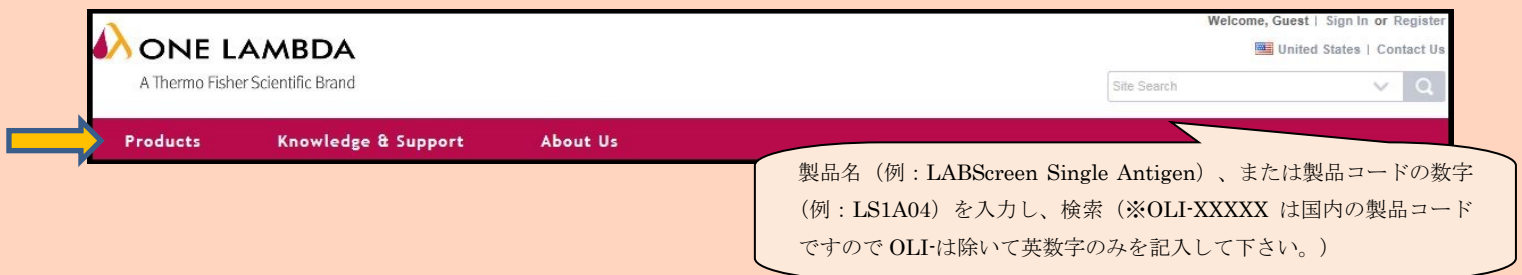 Welcome, Guest | Sign In or Register
ONE LAMBDA
United States | Contact Us
A Thermo Fisher Scientific Brand
Site Search
Products Knowledge & Support About Us
製品名（例：LABScreen Single Antigen）、または製品コードの数字
（例：LS1A04）を入力し、検索（※OLI-XXXXX は国内の製品コード
ですので OLI-は除いて英数字のみを記入して下さい。）